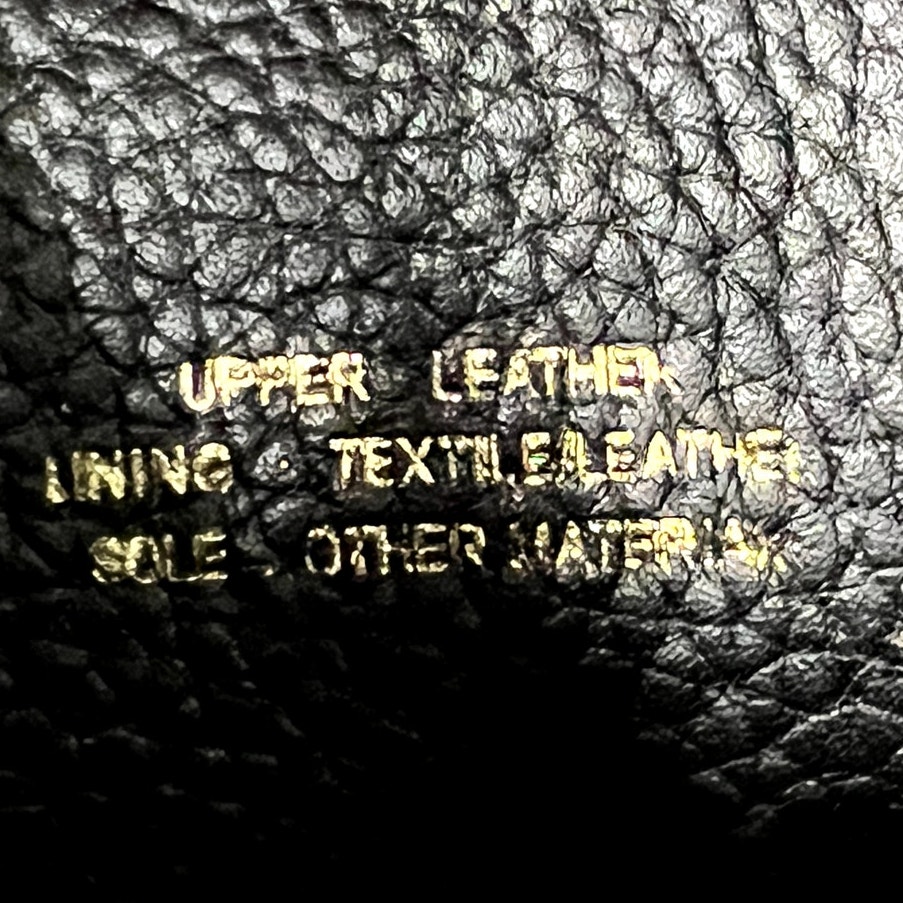 UPPER LEATHER
LINING - TEXTILE/LEATHER
SOLE - OTHER MATERIAL